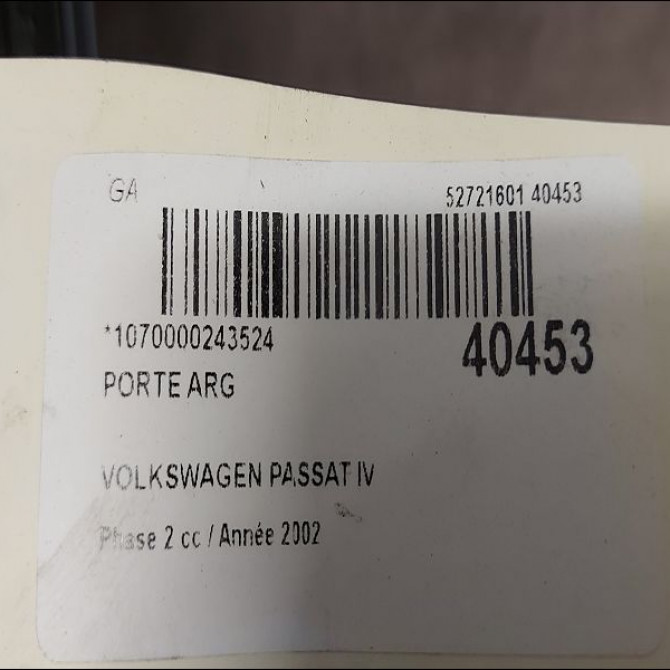 GA 52721601 40453
*1070000243524 40453
PORTE ARG
VOLKSWAGEN PASSAT IV
Phase 2 cc / Année 2002